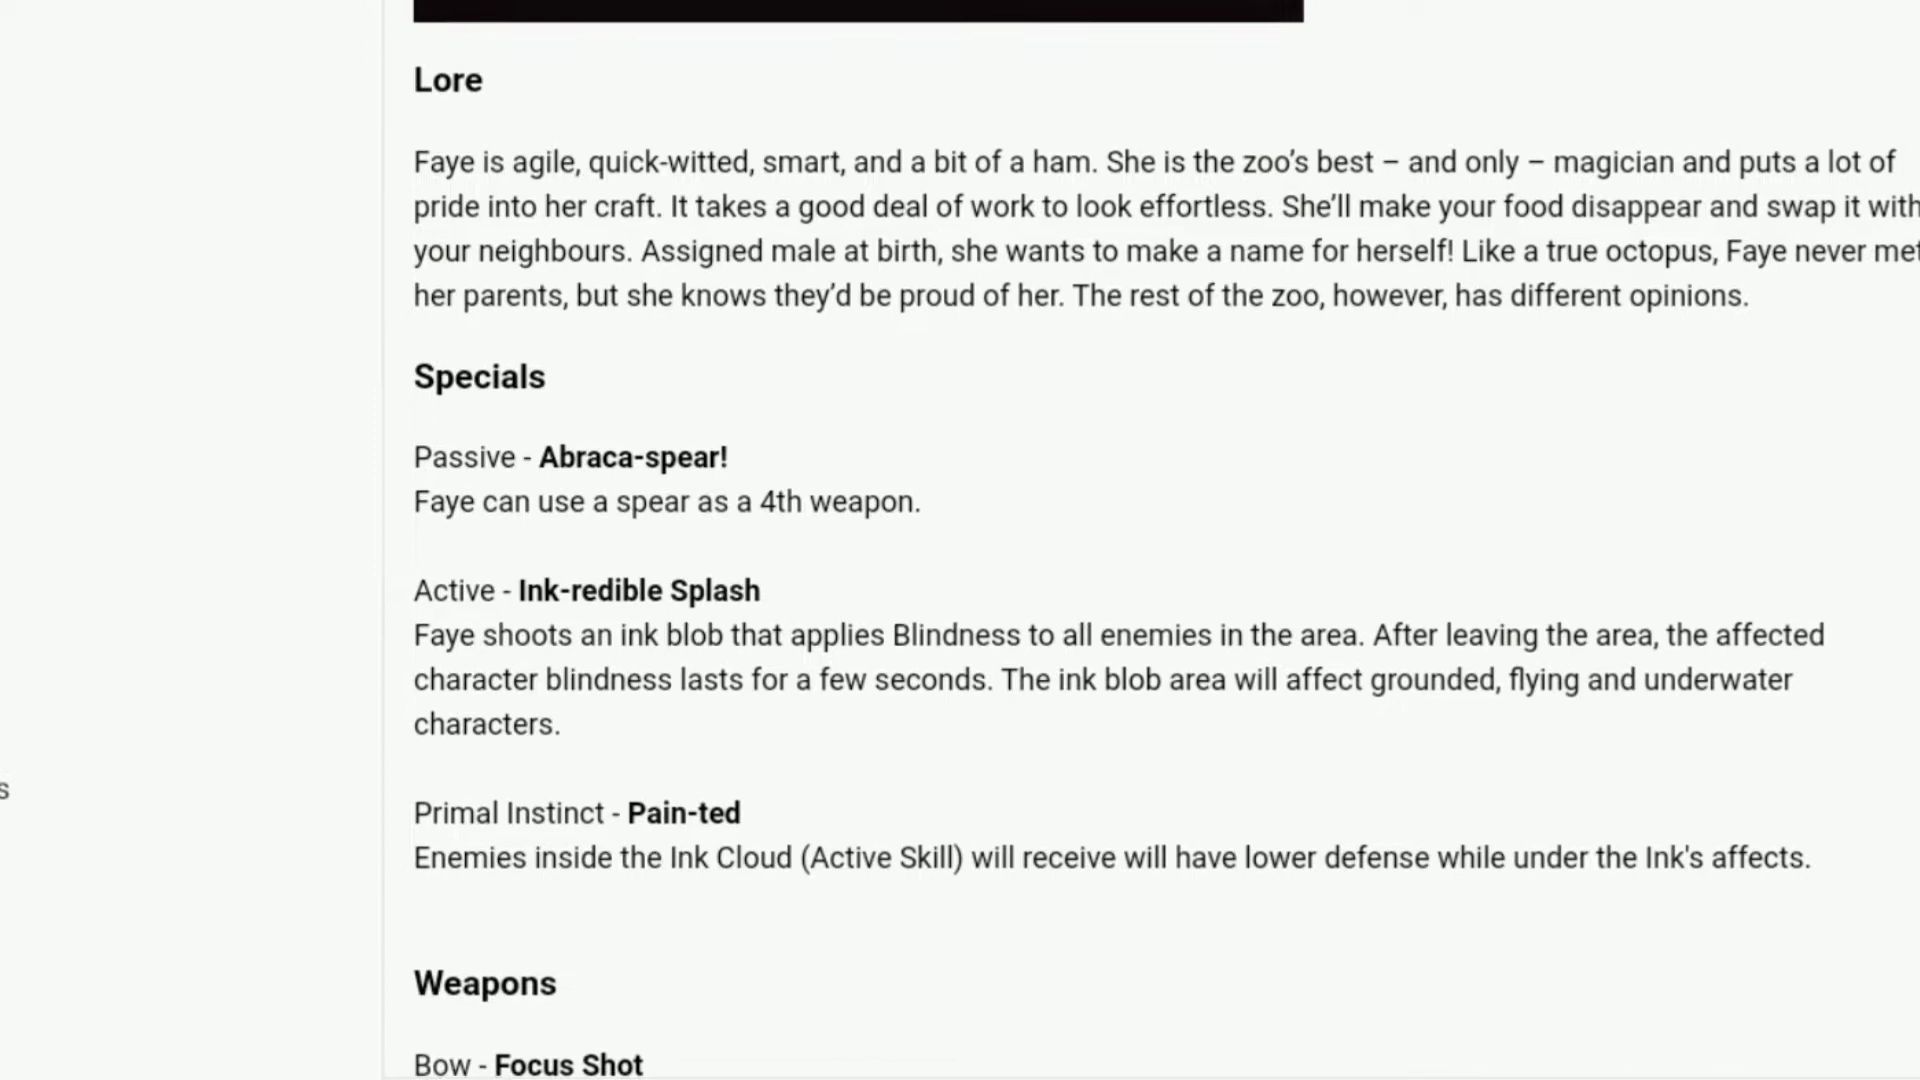 Lore
Faye is agile, quick-witted, smart, and a bit of a ham. She is the zoo’s best – and only – magician and puts a lot of
pride into her craft. It takes a good deal of work to look effortless. She’ll make your food disappear and swap it with
your neighbours. Assigned male at birth, she wants to make a name for herself! Like a true octopus, Faye never met
her parents, but she knows they’d be proud of her. The rest of the zoo, however, has different opinions.
Specials
Passive - Abraca-spear!
Faye can use a spear as a 4th weapon.
Active - Ink-redible Splash
Faye shoots an ink blob that applies Blindness to all enemies in the area. After leaving the area, the affected
character blindness lasts for a few seconds. The ink blob area will affect grounded, flying and underwater
characters.
s
Primal Instinct - Pain-ted
Enemies inside the Ink Cloud (Active Skill) will receive will have lower defense while under the Ink's affects.
Weapons
Bow - Focus Shot